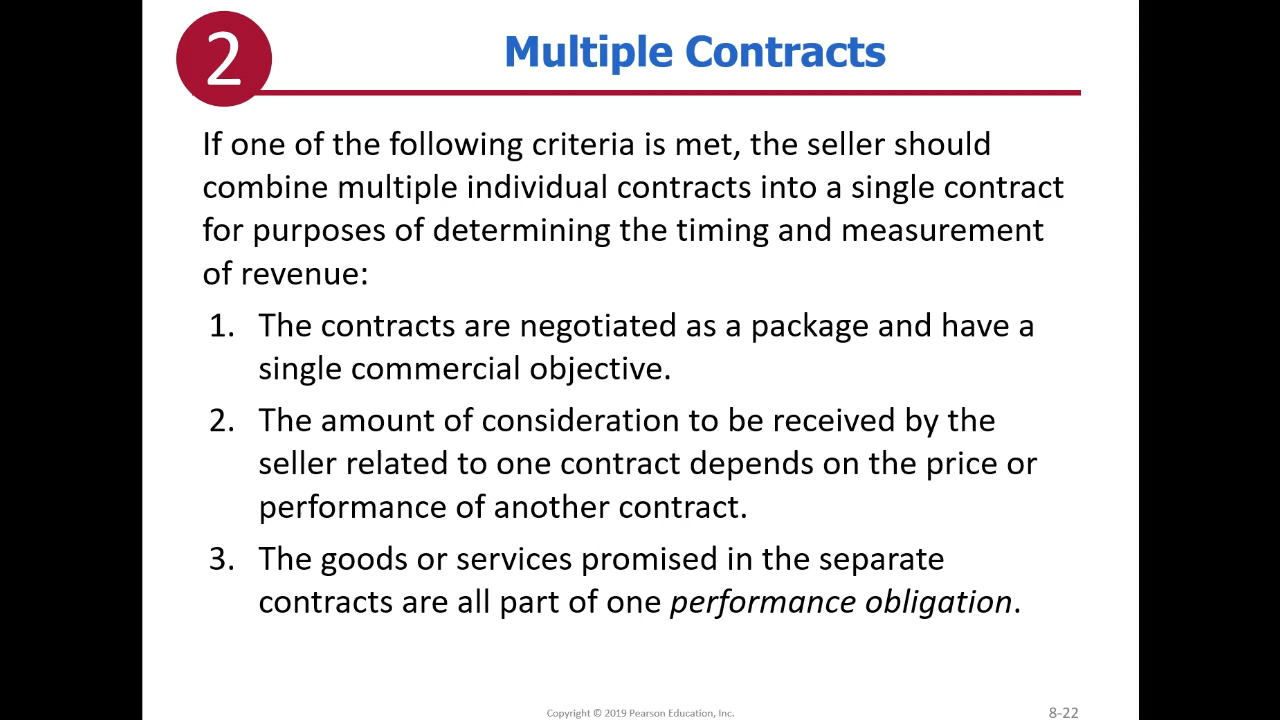 2
Multiple Contracts
If one of the following criteria is met, the seller should
combine multiple individual contracts into a single contract
for purposes of determining the timing and measurement
of revenue:
1. The contracts are negotiated as a package and have a
single commercial objective.
2. The amount of consideration to be received by the
seller related to one contract depends on the price or
performance of another contract.
3. The goods or services promised in the separate
contracts are all part of one performance obligation.
Copyright © 2019 Pearson Education, Inc.
8-22